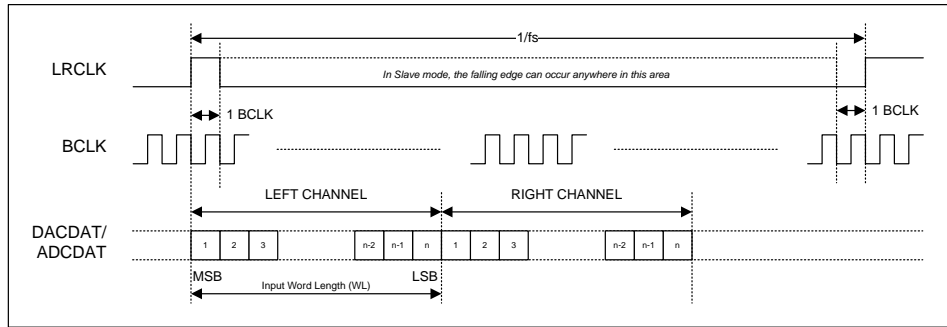 1/fs
LRCLK
In Slave mode, the falling edge can occur anywhere in this area
1 BCLK
1 BCLK
BCLK
LEFT CHANNEL
RIGHT CHANNEL
DACDAT/
ADCDAT
1 2 3 n-2 n-1 n 1 2 3 n-2 n-1 n
MSB LSB
Input Word Length (WL)